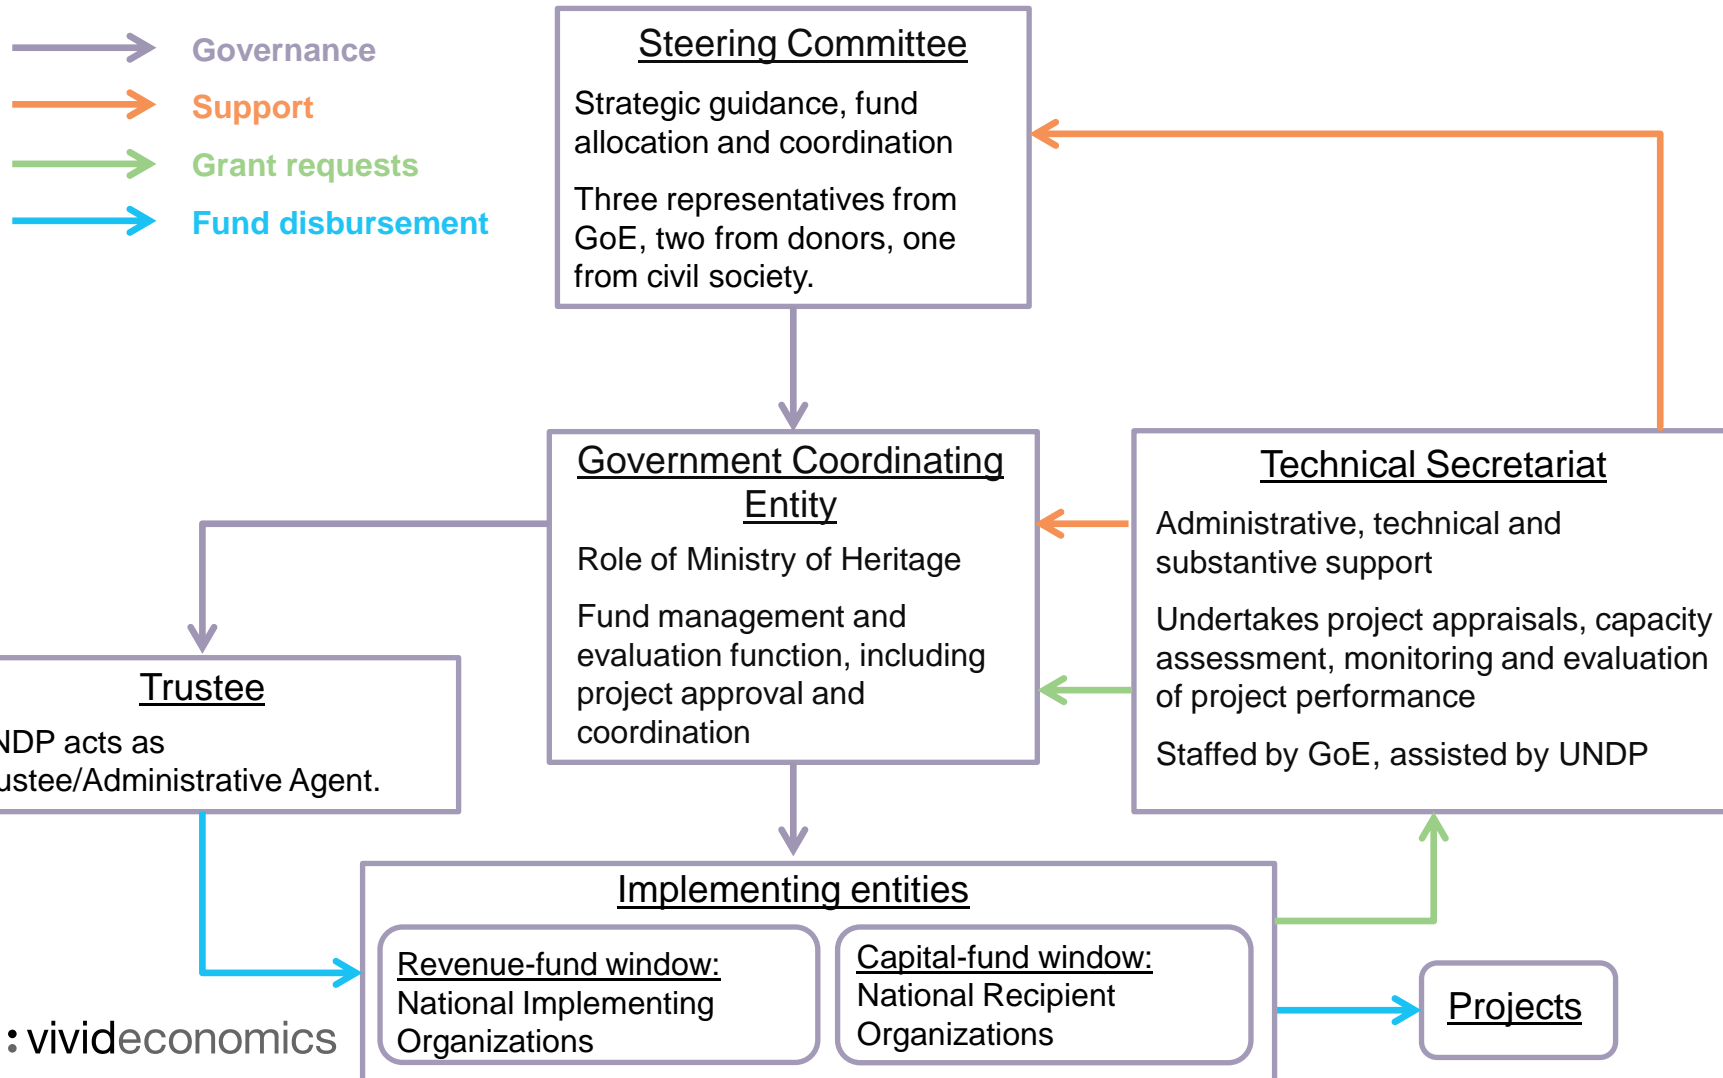 Governance
Support
Grant requests
Fund disbursement
Steering Committee
Strategic guidance, fund
allocation and coordination
Three representatives from
GoE, two from donors, one
from civil society.
Government Coordinating
Entity
Role of Ministry of Heritage
Fund management and
evaluation function, including
project approval and
coordination
Technical Secretariat
Administrative, technical and
substantive support
Undertakes project appraisals, capacity
assessment, monitoring and evaluation
of project performance
Staffed by GoE, assisted by UNDP
Trustee
NDP acts as
ustee/Administrative Agent.
Implementing entities
Revenue-fund window:
National Implementing
Organizations
Capital-fund window:
National Recipient
Organizations
Projects
: vivideconomics